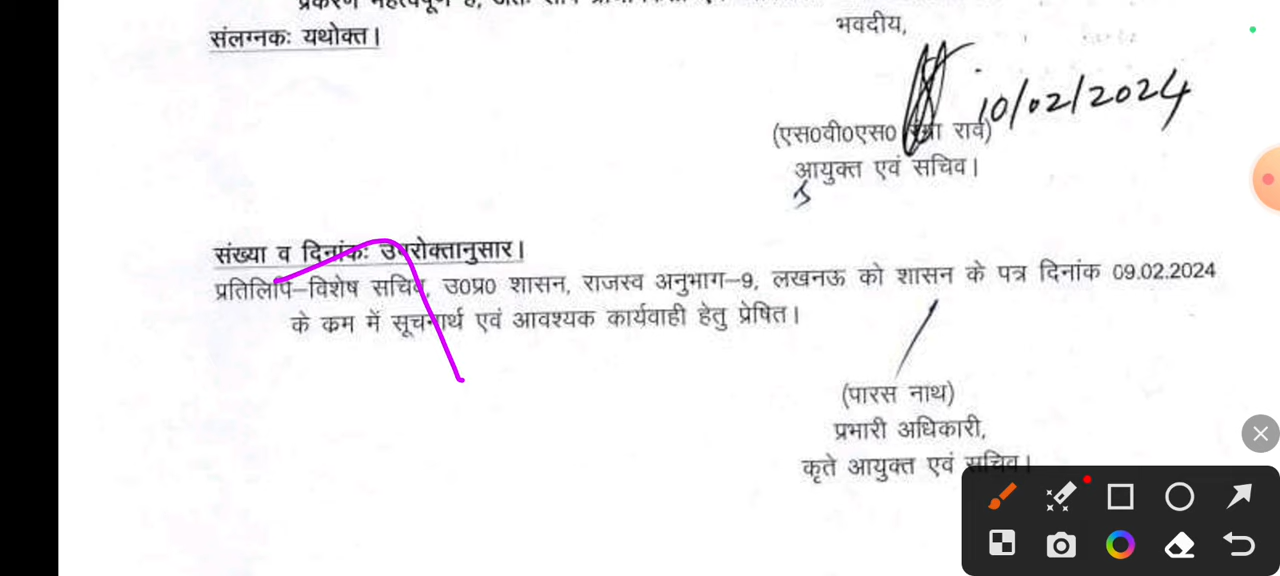 प्रकरण महत्वपूर्ण है, अतः
संलग्नकः यथोक्त।
भवदीय,
10/02/2024
(एस0वी0एस0 राव)
आयुक्त एवं सचिव।
संख्या व दिनांकः उपरोक्तानुसार।
प्रतिलिपि–विशेष सचिव, उ0प्र0 शासन, राजस्व अनुभाग–9, लखनऊ को शासन के पत्र दिनांक 09.02.2024
के कम में सूचनार्थ एवं आवश्यक कार्यवाही हेतु प्रेषित।
(पारस नाथ)
प्रभारी अधिकारी,
कृते आयुक्त एवं सचिव।